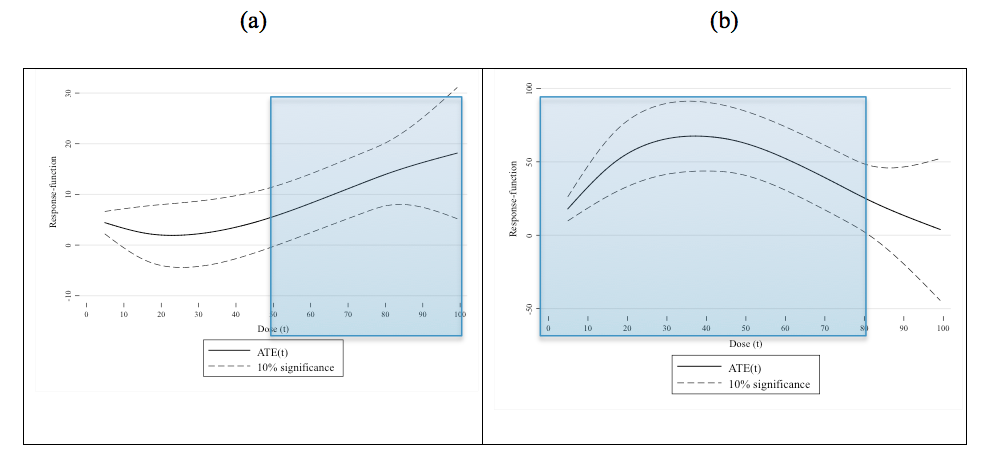 (a)
(b)
30
20
10
0
-10
Response-function
0 10 20 30 40 50 60 70 80 90 100
Dose (t)
ATE(t)
10% significance
100
50
0
-50
Response-function
0 10 20 30 40 50 60 70 80 90 100
Dose (t)
ATE(t)
10% significance